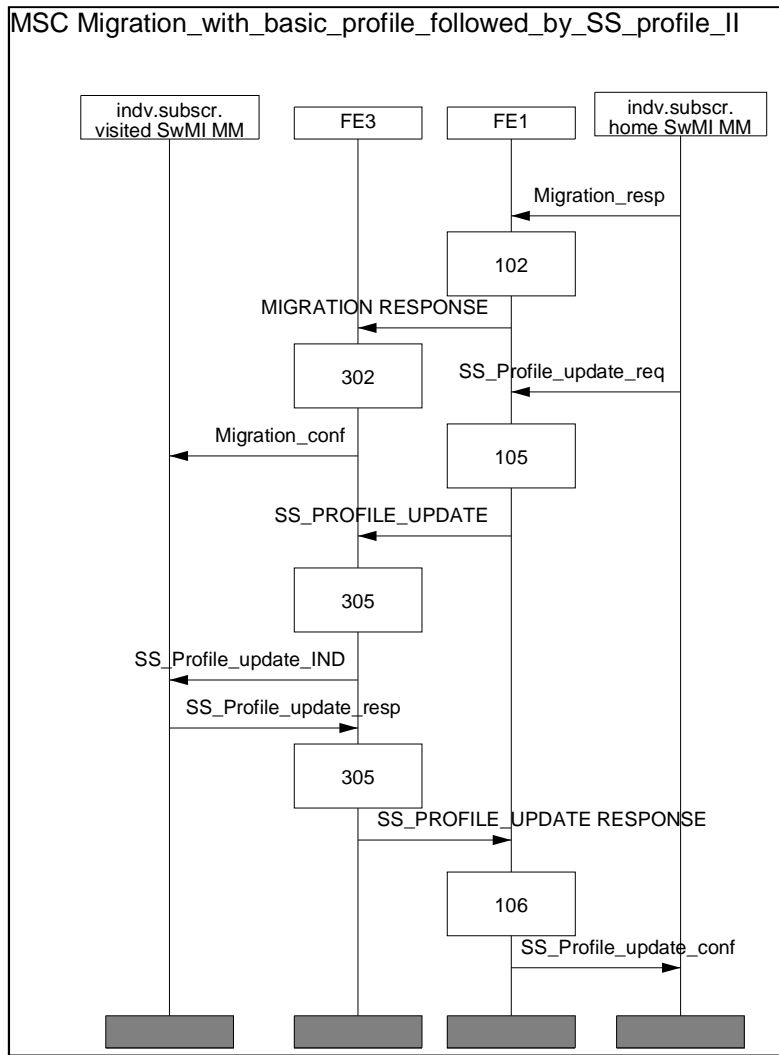 MSC Migration_with_basic_profile_followed_by_SS_profile_II
indv.subscr.
visited SwMI MM
FE3
FE1
indv.subscr.
home SwMI MM
Migration_resp
102
MIGRATION RESPONSE
302
SS_Profile_update_req
Migration_conf
105
SS_PROFILE_UPDATE
305
SS_Profile_update_IND
SS_Profile_update_resp
305
SS_PROFILE_UPDATE RESPONSE
106
SS_Profile_update_conf